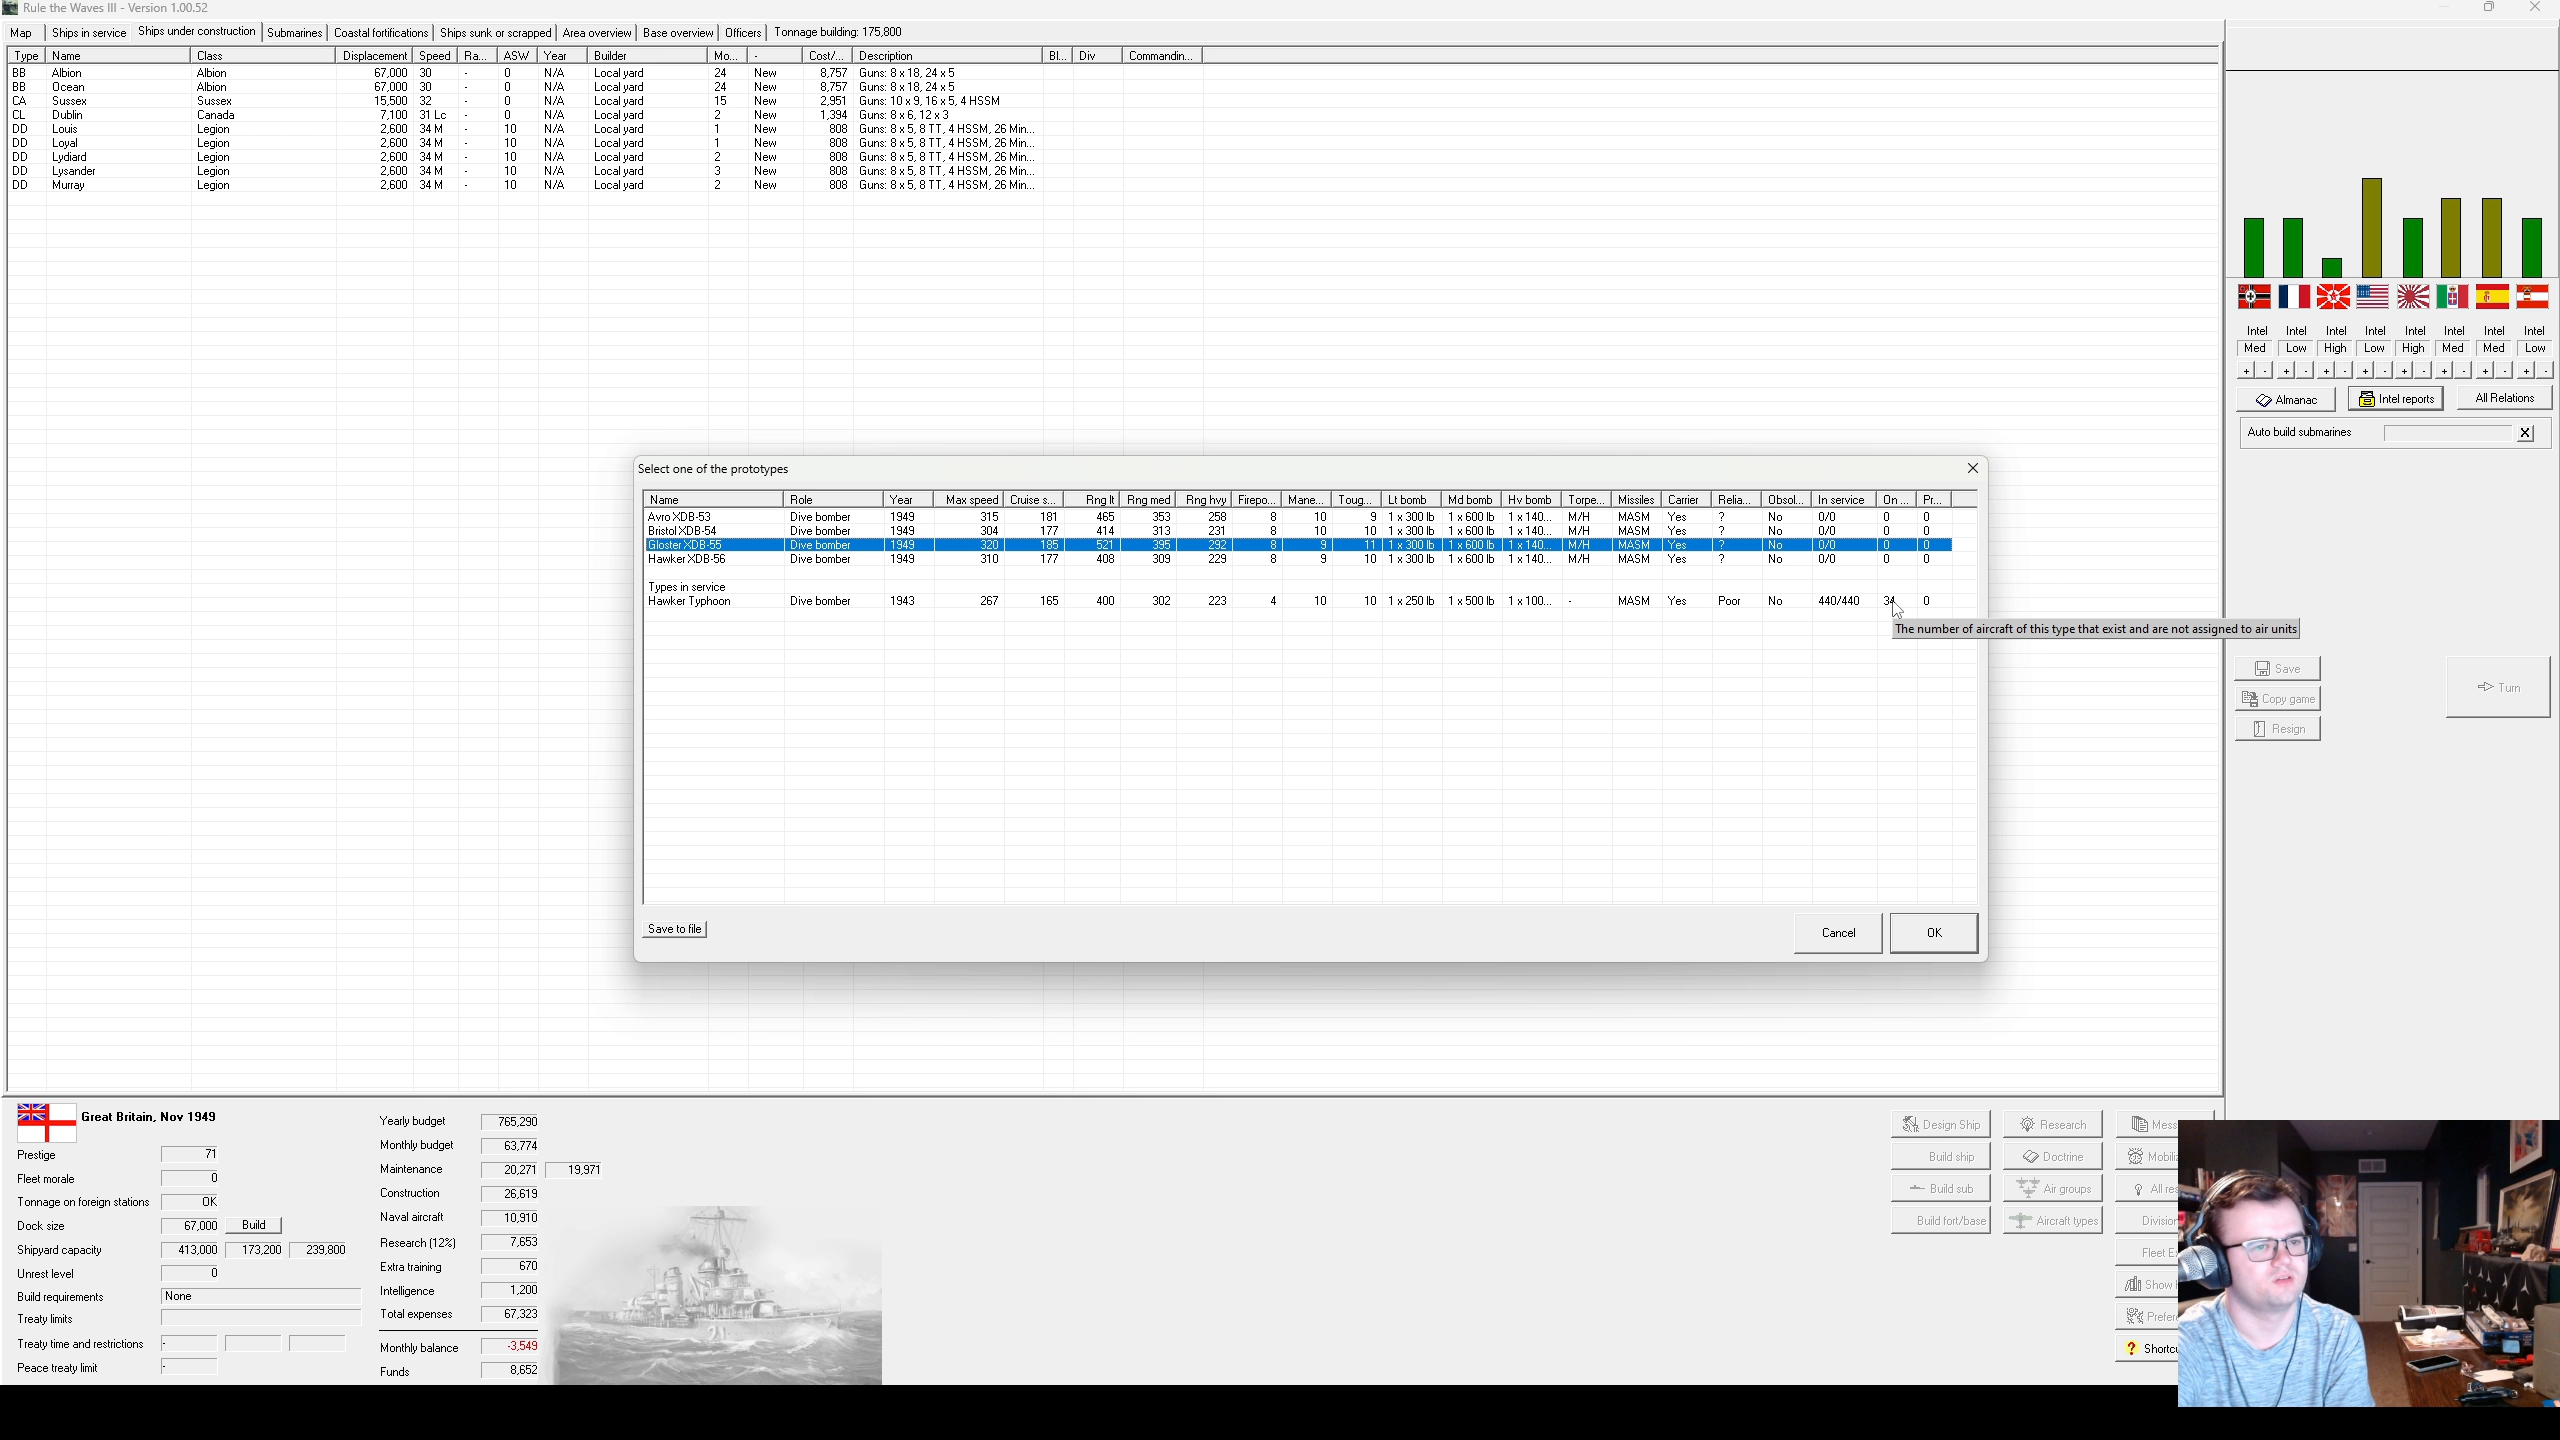 Rule the Waves III - Version 1.00.52
Map Ships in service Ships under construction Submarines Coastal fortifications Ships sunk or scrapped Area overview Base overview Officers Tonnage building: 175,800
Type Name Class Displacement Speed Ra... ASW Year Builder Mo... - Cost/... Description Bl... Div Commandin...
BB Albion Albion 67,000 30 - 0 N/A Local yard 24 New 8,757 Guns: 8 x 18, 24 x 5
BB Ocean Albion 67,000 30 - 0 N/A Local yard 24 New 8,757 Guns: 8 x 18, 24 x 5
CA Sussex Sussex 15,500 32 - 0 N/A Local yard 15 New 2,951 Guns: 10 x 9, 16 x 5, 4 HSSM
CL Dublin Canada 7,100 31 Lc - 0 N/A Local yard 2 New 1,394 Guns: 8 x 6, 12 x 3
DD Louis Legion 2,600 34 M - 10 N/A Local yard 1 New 808 Guns: 8 x 5, 8 TT, 4 HSSM, 26 Min...
DD Loyal Legion 2,600 34 M - 10 N/A Local yard 1 New 808 Guns: 8 x 5, 8 TT, 4 HSSM, 26 Min...
DD Lydiard Legion 2,600 34 M - 10 N/A Local yard 2 New 808 Guns: 8 x 5, 8 TT, 4 HSSM, 26 Min...
DD Lysander Legion 2,600 34 M - 10 N/A Local yard 3 New 808 Guns: 8 x 5, 8 TT, 4 HSSM, 26 Min...
DD Murray Legion 2,600 34 M - 10 N/A Local yard 2 New 808 Guns: 8 x 5, 8 TT, 4 HSSM, 26 Min...
Intel Intel Intel Intel Intel Intel Intel Intel
Med Low High Low High Med Med Low
+ - + - + - + - + - + - + - + -
Almanac Intel reports All Relations
Auto build submarines X
Select one of the prototypes
Name Role Year Max speed Cruise s... Rng lt Rng med Rng hvy Firepo... Mane... Toug... Lt bomb Md bomb Hv bomb Torpe... Missiles Carrier Relia... Obsol... In service On ... Pr...
Avro XDB-53 Dive bomber 1949 315 181 465 353 258 8 10 9 1 x 300 lb 1 x 600 lb 1 x 140... M/H MASM Yes ? No 0/0 0 0
Bristol XDB-54 Dive bomber 1949 304 177 414 313 231 8 10 10 1 x 300 lb 1 x 600 lb 1 x 140... M/H MASM Yes ? No 0/0 0 0
Gloster XDB-55 Dive bomber 1949 320 185 521 395 292 8 9 11 1 x 300 lb 1 x 600 lb 1 x 140... M/H MASM Yes ? No 0/0 0 0
Hawker XDB-56 Dive bomber 1949 310 177 408 309 229 8 9 10 1 x 300 lb 1 x 600 lb 1 x 140... M/H MASM Yes ? No 0/0 0 0
Types in service
Hawker Typhoon Dive bomber 1943 267 165 400 302 223 4 10 10 1 x 250 lb 1 x 500 lb 1 x 100... - MASM Yes Poor No 440/440 34 0
The number of aircraft of this type that exist and are not assigned to air units
Save to file Cancel OK
Save
Copy game
Resign
Turn
Great Britain, Nov 1949
Prestige 71
Fleet morale 0
Tonnage on foreign stations OK
Dock size 67,000 Build
Shipyard capacity 413,000 173,200 239,800
Unrest level 0
Build requirements None
Treaty limits
Treaty time and restrictions -
Peace treaty limit -
Yearly budget 765,290
Monthly budget 63,774
Maintenance 20,271 19,971
Construction 26,619
Naval aircraft 10,910
Research (12%) 7,653
Extra training 670
Intelligence 1,200
Total expenses 67,323
Monthly balance -3,549
Funds 8,652
Design Ship Research Mess
Build ship Doctrine Mobiliz
Build sub Air groups All res
Build fort/base Aircraft types Division
Fleet E
Show
Prefer
? Shortcu